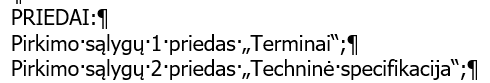 PRIEDAI:¶
Pirkimo·sąlygų·1·priedas·„Terminai“;¶
Pirkimo·sąlygų·2·priedas·„Techninė·specifikacija“;¶